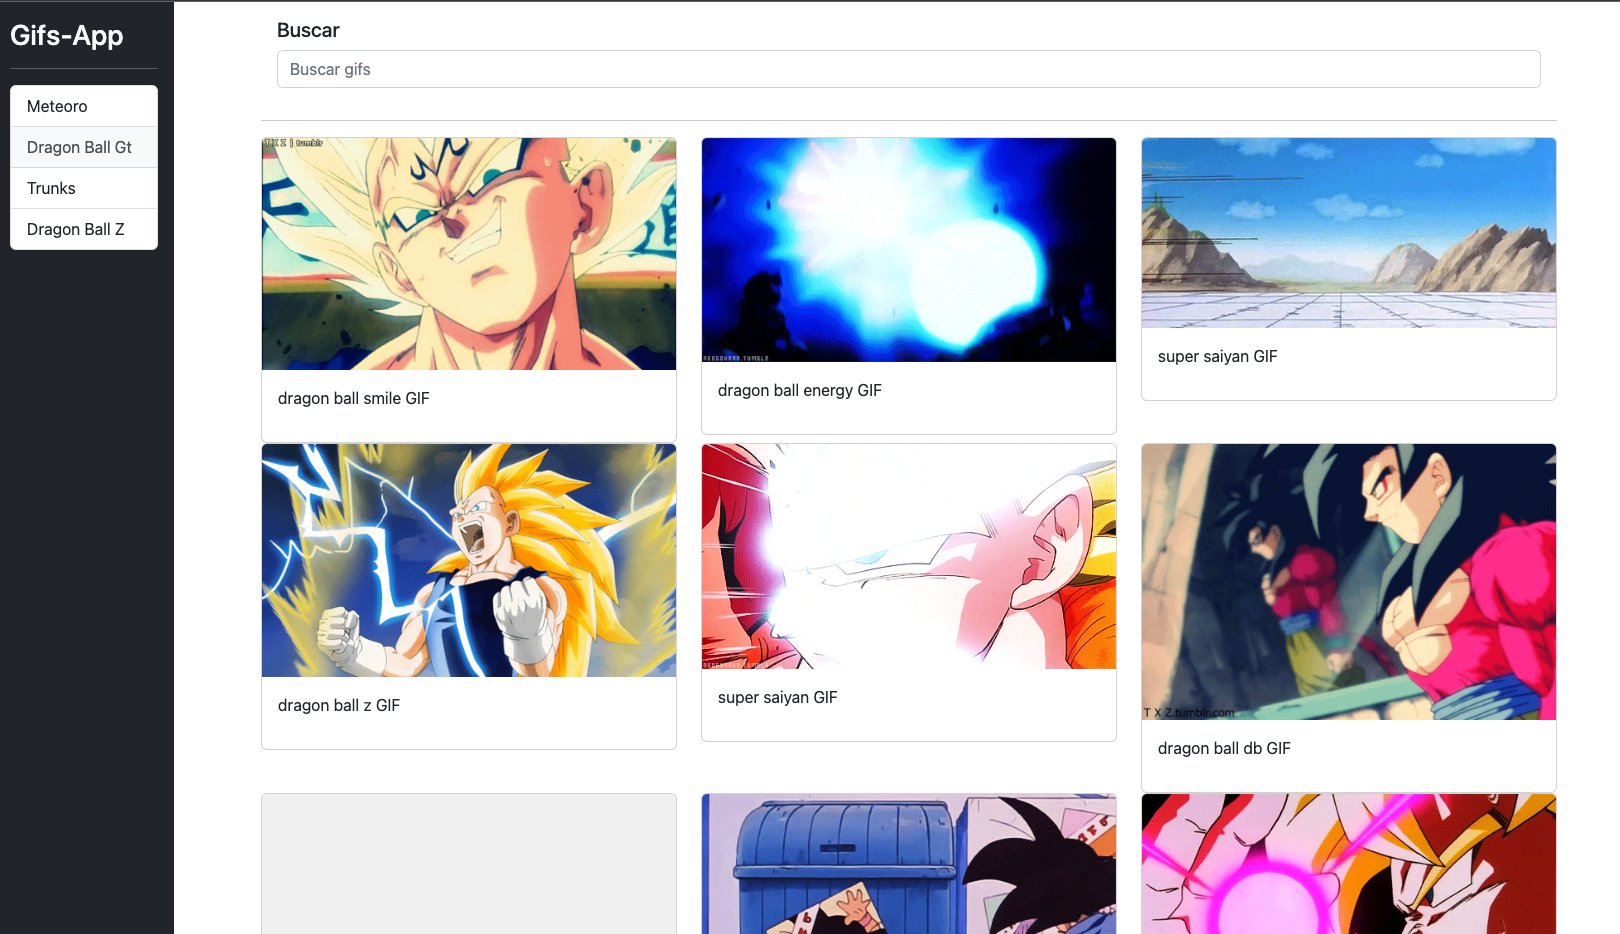 Gifs-App
Meteoro
Dragon Ball Gt
Trunks
Dragon Ball Z
Buscar
Buscar gifs
T X Z | tumblr
dragon ball smile GIF
dragon ball energy GIF
super saiyan GIF
dragon ball z GIF
super saiyan GIF
T X Z.tumblr.com
dragon ball db GIF